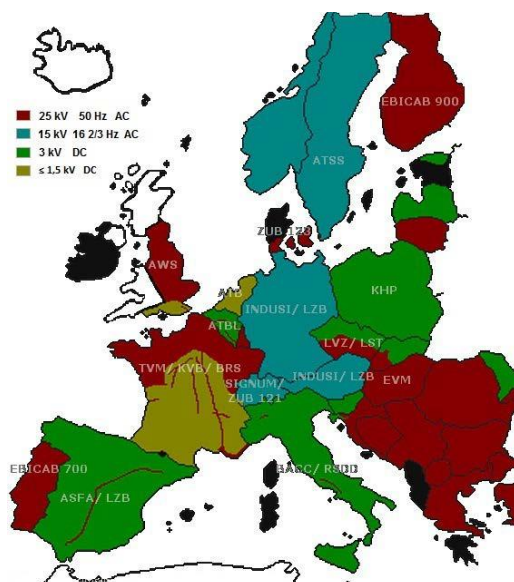 25 kV 50 Hz AC
15 kV 16 2/3 Hz AC
3 kV DC
≤ 1,5 kV DC
EBICAB 900
ATSS
ZUB 123
AWS
ATB
INDUSI/ LZB
KHP
ATBL
LVZ/ LST
TVM/ KVB/ BRS
INDUSI/ LZB
EVM
SIGNUM/
ZUB 121
EBICAB 700
BACC/ RSDD
ASFA/ LZB